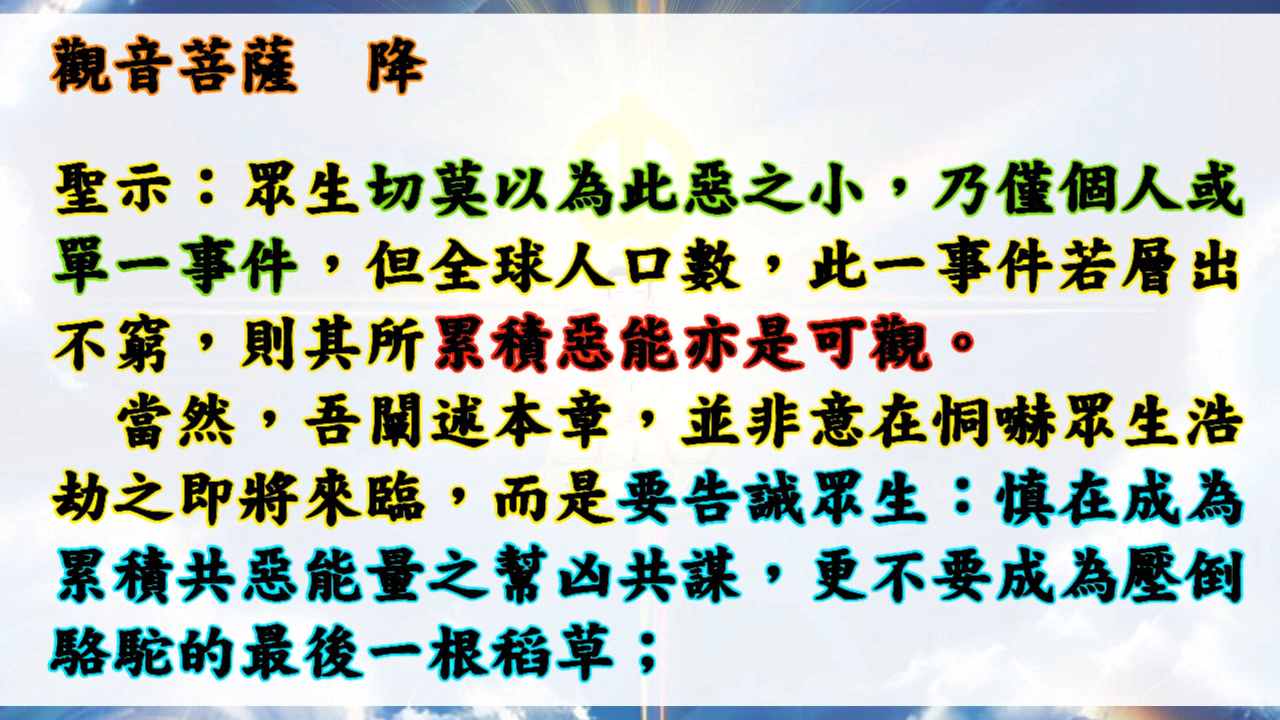 觀音菩薩　降
聖示：眾生切莫以為此惡之小，乃僅個人或
單一事件，但全球人口數，此一事件若層出
不窮，則其所累積惡能亦是可觀。
當然，吾闡述本章，並非意在恫嚇眾生浩
劫之即將來臨，而是要告誡眾生：慎在成為
累積共惡能量之幫凶共謀，更不要成為壓倒
駱駝的最後一根稻草；